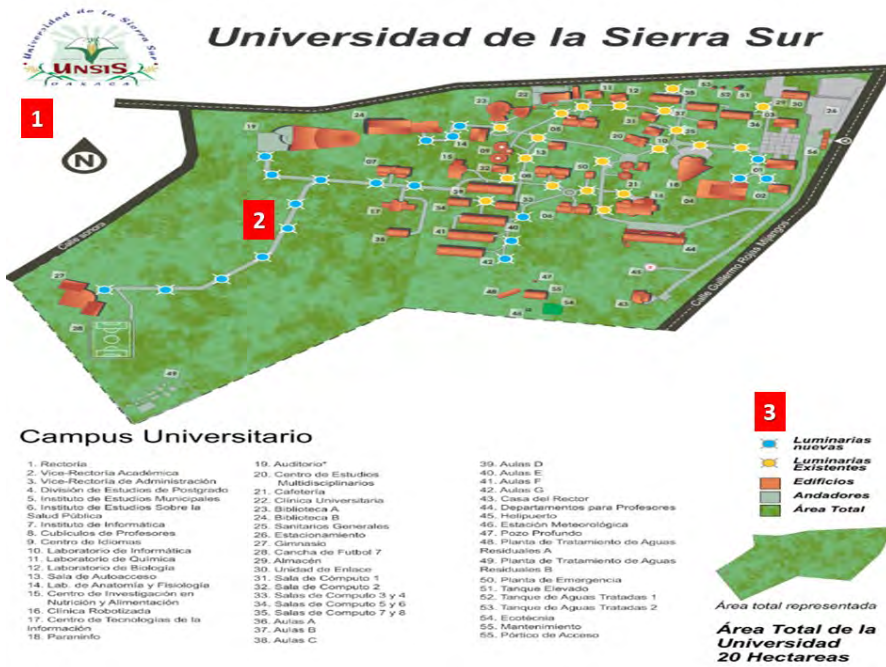 Universidad de la Sierra Sur
Universidad de la Sierra Sur
UNSIS
OAXACA
1
N
2
Calle sonora
Calle Guillermo Rojas Mijangos
3
Luminarias nuevas
Luminarias Existentes
Edificios
Andadores
Área Total
Área total representada
Área Total de la
Universidad
20 Hectareas
Campus Universitario
1. Rectoría
2. Vice-Rectoría Académica
3. Vice-Rectoría de Administración
4. División de Estudios de Postgrado
5. Instituto de Estudios Municipales
6. Instituto de Estudios Sobre la
Salud Pública
7. Instituto de Informática
8. Cubículos de Profesores
9. Centro de Idiomas
10. Laboratorio de Informática
11. Laboratorio de Química
12. Laboratorio de Biología
13. Sala de Autoacceso
14. Lab. de Anatomía y Fisiología
15. Centro de Investigación en
Nutrición y Alimentación
16. Clínica Robotizada
17. Centro de Tecnologías de la
Información
18. Paraninfo
19. Auditorio*
20. Centro de Estudios
Multidisciplinarios
21. Cafetería
22. Clínica Universitaria
23. Biblioteca A
24. Biblioteca B
25. Sanitarios Generales
26. Estacionamiento
27. Gimnasio
28. Cancha de Futbol 7
29. Almacén
30. Unidad de Enlace
31. Sala de Cómputo 1
32. Sala de Computo 2
33. Salas de Computo 3 y 4
34. Salas de Computo 5 y 6
35. Salas de Computo 7 y 8
36. Aulas A
37. Aulas B
38. Aulas C
39. Aulas D
40. Aulas E
41. Aulas F
42. Aulas G
43. Casa del Rector
44. Departamentos para Profesores
45. Helipuerto
46. Estación Meteorológica
47. Pozo Profundo
48. Planta de Tratamiento de Aguas
Residuales A
49. Planta de Tratamiento de Aguas
Residuales B
50. Planta de Emergencia
51. Tanque Elevado
52. Tanque de Aguas Tratadas 1
53. Tanque de Aguas Tratadas 2
54. Ecotécnia
55. Mantenimiento
55. Pórtico de Acceso